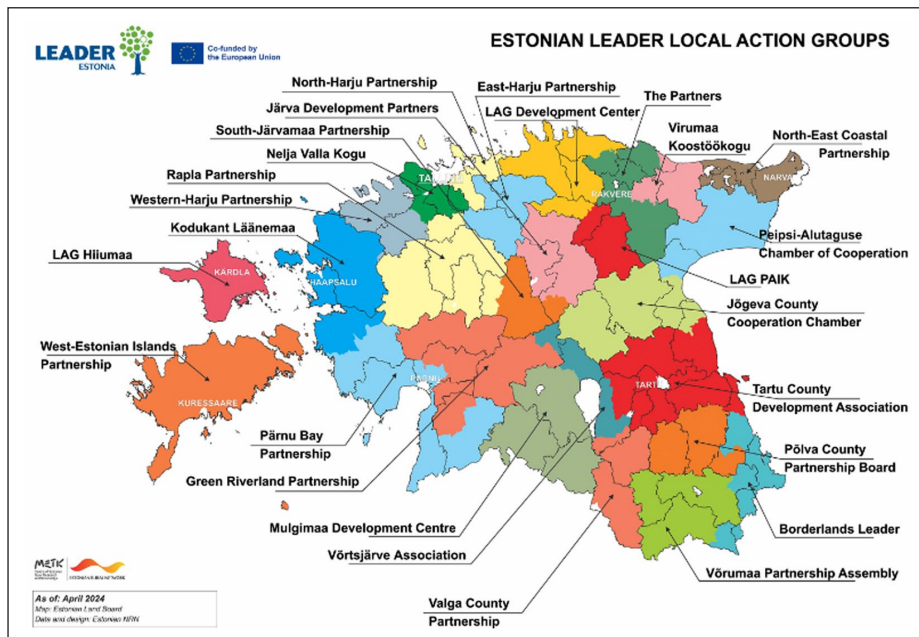 LEADER
ESTONIA
Co-funded by
the European Union
ESTONIAN LEADER LOCAL ACTION GROUPS
North-Harju Partnership
East-Harju Partnership
Järva Development Partners
LAG Development Center
The Partners
South-Järvamaa Partnership
Virumaa
Koostöökogu
North-East Coastal
Partnership
Nelja Valla Kogu
Rapla Partnership
Western-Harju Partnership
Kodukant Läänemaa
LAG Hiiumaa
NARVA
RAKVERE
KÄRDLA
HAAPSALU
Peipsi-Alutaguse
Chamber of Cooperation
LAG PAIK
Jõgeva County
Cooperation Chamber
West-Estonian Islands
Partnership
KURESSAARE
PÄRNU
TARTU
Tartu County
Development Association
Pärnu Bay
Partnership
Põlva County
Partnership Board
Green Riverland Partnership
Mulgimaa Development Centre
Borderlands Leader
Võrtsjärve Association
Võrumaa Partnership Assembly
Valga County
Partnership
METK
ESTONIAN RURAL NETWORK
As of: April 2024
Map: Estonian Land Board
Data and design: Estonian NRN